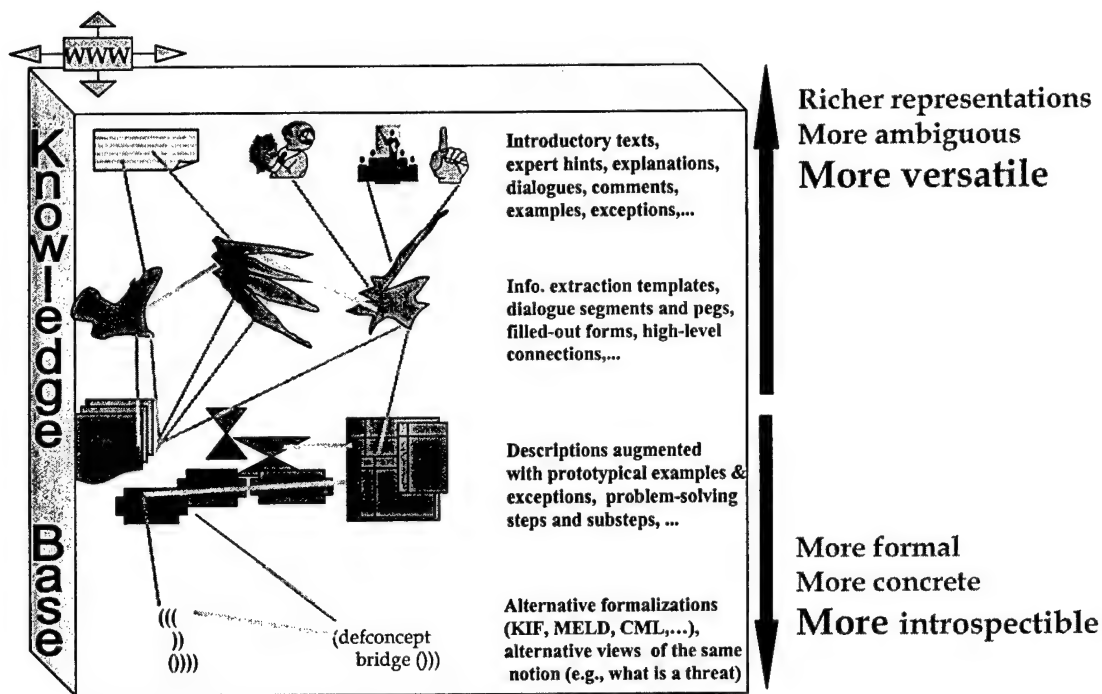 WWW
Knowledge Base
Introductory texts,
expert hints, explanations,
dialogues, comments,
examples, exceptions,...
Info. extraction templates,
dialogue segments and pegs,
filled-out forms, high-level
connections,...
Descriptions augmented
with prototypical examples &
exceptions, problem-solving
steps and substeps, ...
Alternative formalizations
(KIF, MELD, CML,...),
alternative views of the same
notion (e.g., what is a threat)
(((
))
())))
(defconcept
bridge ()))
Richer representations
More ambiguous
More versatile
More formal
More concrete
More introspectible